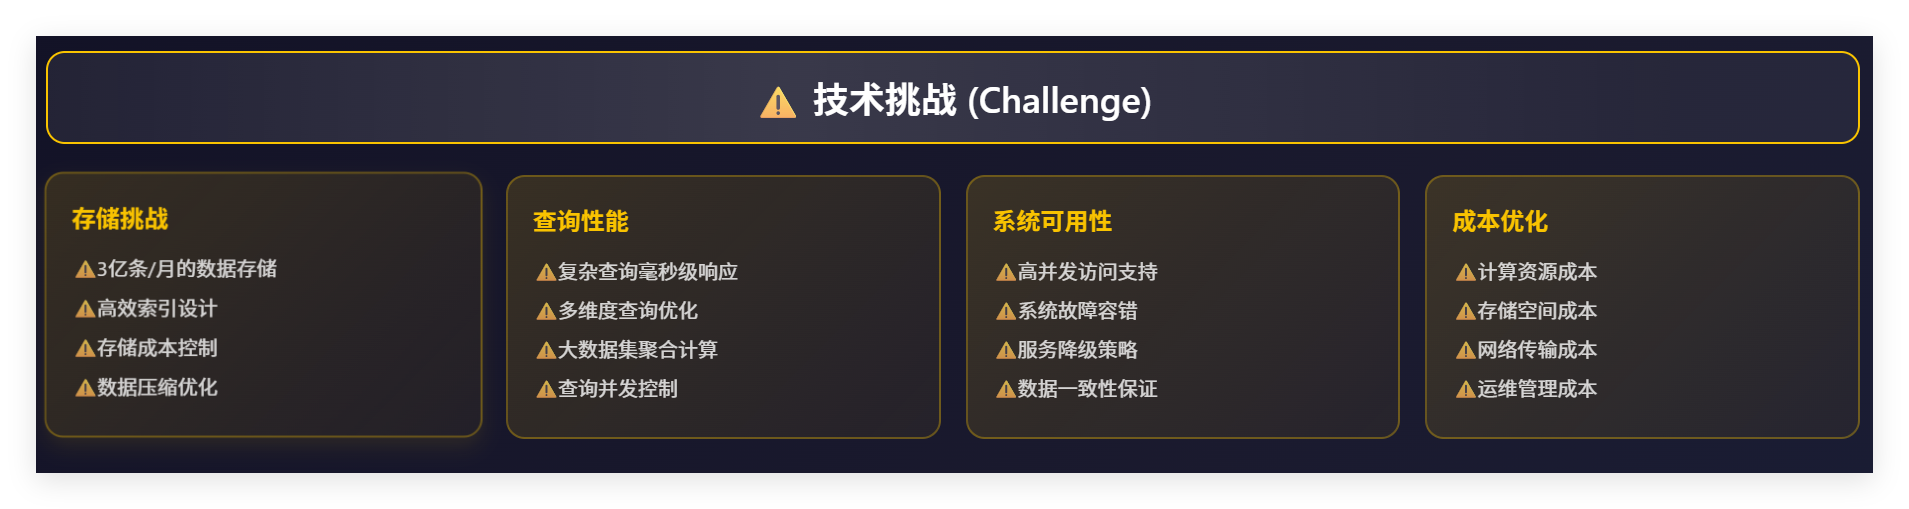 ⚠️ 技术挑战 (Challenge)
存储挑战
⚠️3亿条/月的数据存储
⚠️高效索引设计
⚠️存储成本控制
⚠️数据压缩优化
查询性能
⚠️复杂查询毫秒级响应
⚠️多维度查询优化
⚠️大数据集聚合计算
⚠️查询并发控制
系统可用性
⚠️高并发访问支持
⚠️系统故障容错
⚠️服务降级策略
⚠️数据一致性保证
成本优化
⚠️计算资源成本
⚠️存储空间成本
⚠️网络传输成本
⚠️运维管理成本